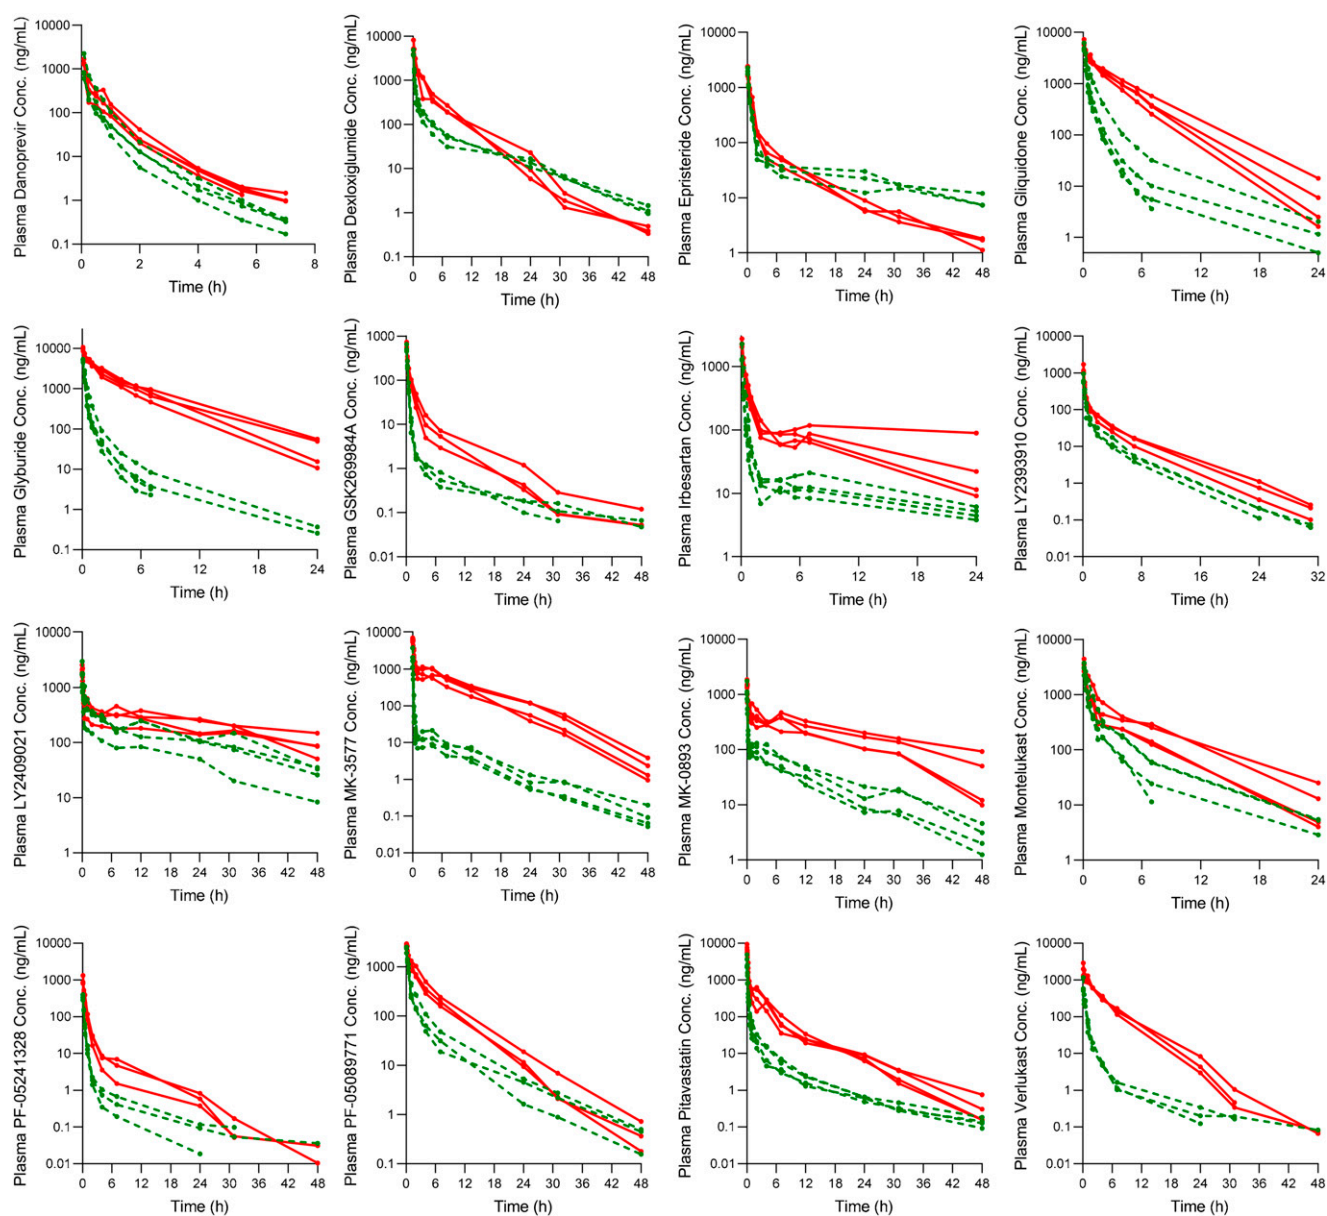 Plasma Danoprevir Conc. (ng/mL)
10000
1000
100
10
1
0.1
0 2 4 6 8
Time (h)
Plasma Dexloxiglumide Conc. (ng/mL)
10000
1000
100
10
1
0.1
0 6 12 18 24 30 36 42 48
Time (h)
Plasma Epristeride Conc. (ng/mL)
10000
1000
100
10
1
0 6 12 18 24 30 36 42 48
Time (h)
Plasma Gliquidone Conc. (ng/mL)
10000
1000
100
10
1
0 6 12 18 24
Time (h)
Plasma Glyburide Conc. (ng/mL)
10000
1000
100
10
1
0.1
0 6 12 18 24
Time (h)
Plasma GSK269984A Conc. (ng/mL)
1000
100
10
1
0.1
0.01
0 6 12 18 24 30 36 42 48
Time (h)
Plasma Irbesartan Conc. (ng/mL)
1000
100
10
1
0 6 12 18 24
Time (h)
Plasma LY2393910 Conc. (ng/mL)
10000
1000
100
10
1
0.1
0.01
0 8 16 24 32
Time (h)
Plasma LY2409021 Conc. (ng/mL)
10000
1000
100
10
1
0 6 12 18 24 30 36 42 48
Time (h)
Plasma MK-3577 Conc. (ng/mL)
10000
1000
100
10
1
0.1
0.01
0 6 12 18 24 30 36 42 48
Time (h)
Plasma MK-0893 Conc. (ng/mL)
10000
1000
100
10
1
0 6 12 18 24 30 36 42 48
Time (h)
Plasma Montelukast Conc. (ng/mL)
10000
1000
100
10
1
0 6 12 18 24
Time (h)
Plasma PF-05241328 Conc. (ng/mL)
10000
1000
100
10
1
0.1
0.01
0 6 12 18 24 30 36 42 48
Time (h)
Plasma PF-05089771 Conc. (ng/mL)
1000
100
10
1
0.1
0 6 12 18 24 30 36 42 48
Time (h)
Plasma Pitavastatin Conc. (ng/mL)
10000
1000
100
10
1
0.1
0.01
0 6 12 18 24 30 36 42 48
Time (h)
Plasma Verlukast Conc. (ng/mL)
10000
1000
100
10
1
0.1
0.01
0 6 12 18 24 30 36 42 48
Time (h)